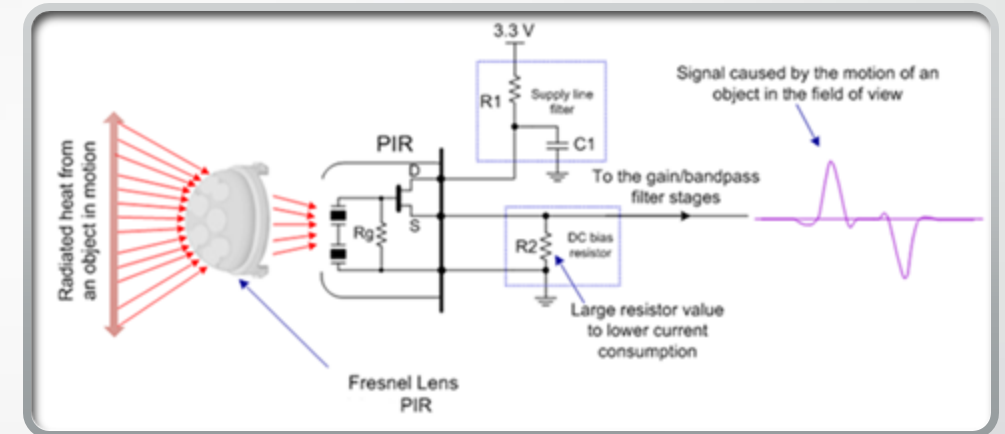 3.3 V
R1
Supply line
filter
C1
Signal caused by the motion of an
object in the field of view
Radiated heat from
an object in motion
PIR
D
S
Rg
To the gain/bandpass
filter stages
R2
DC bias
resistor
Large resistor value
to lower current
consumption
Fresnel Lens
PIR